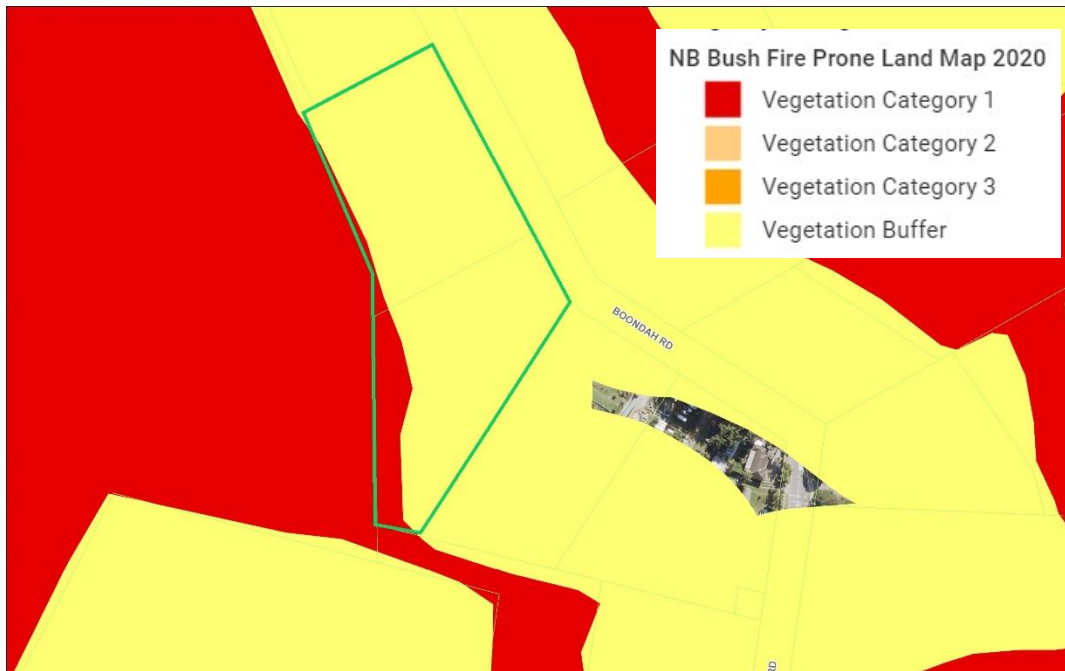 NB Bush Fire Prone Land Map 2020
Vegetation Category 1
Vegetation Category 2
Vegetation Category 3
Vegetation Buffer
BOONDAH RD
RD